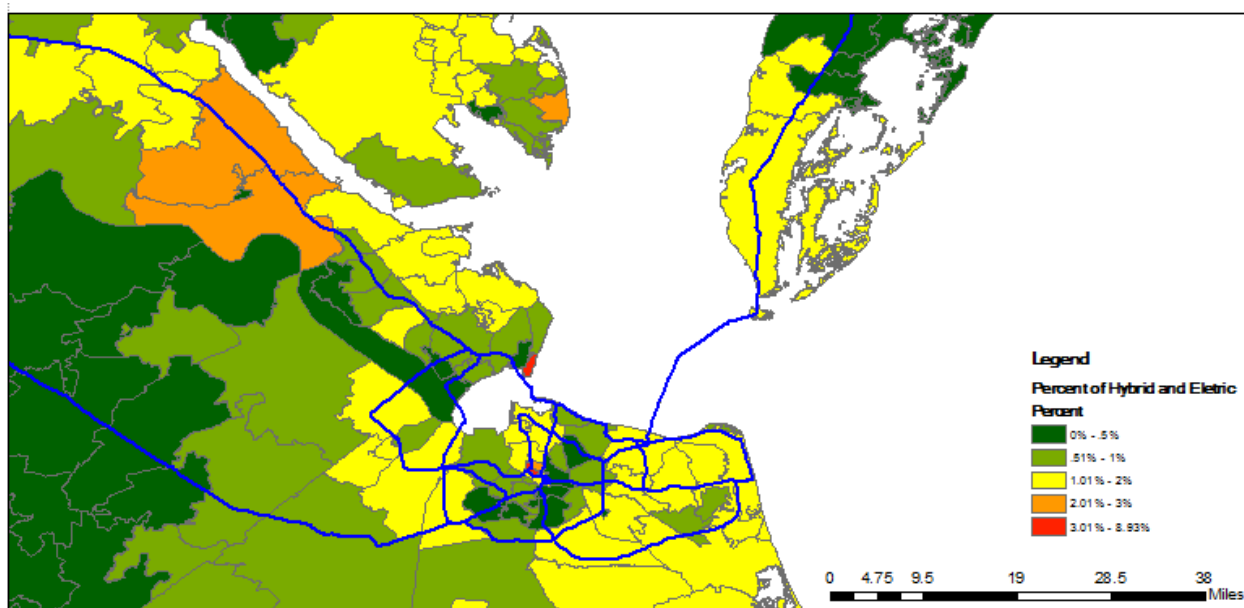 Legend
Percent of Hybrid and Eletric
Percent
0% - .5%
.51% - 1%
1.01% - 2%
2.01% - 3%
3.01% - 8.93%
0 4.75 9.5 19 28.5 38
Miles